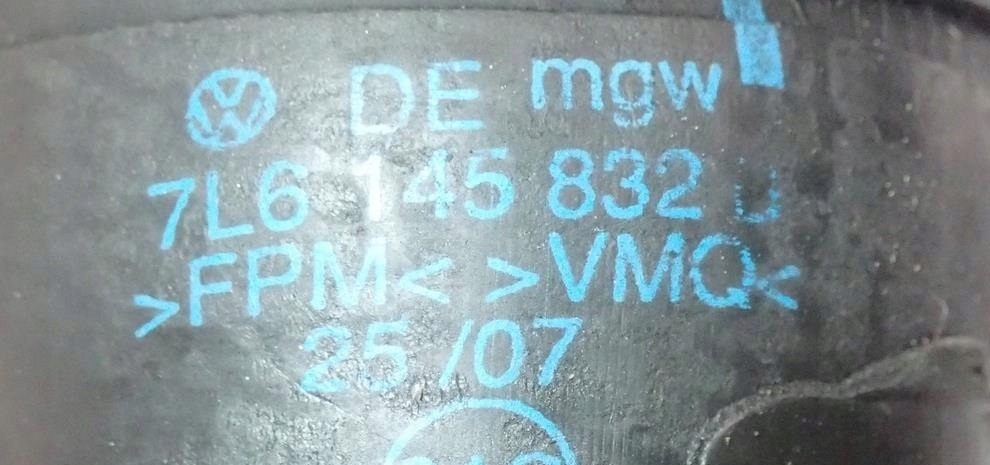 DE mgw
7L6 145 832 J
>FPM< >VMQ<
25/07